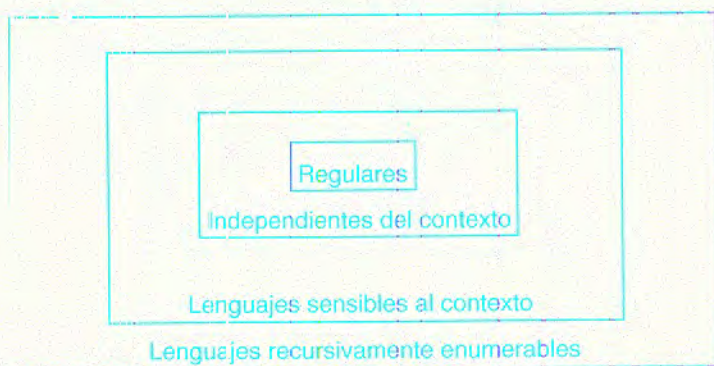 Regulares
Independientes del contexto
Lenguajes sensibles al contexto
Lenguajes recursivamente enumerables